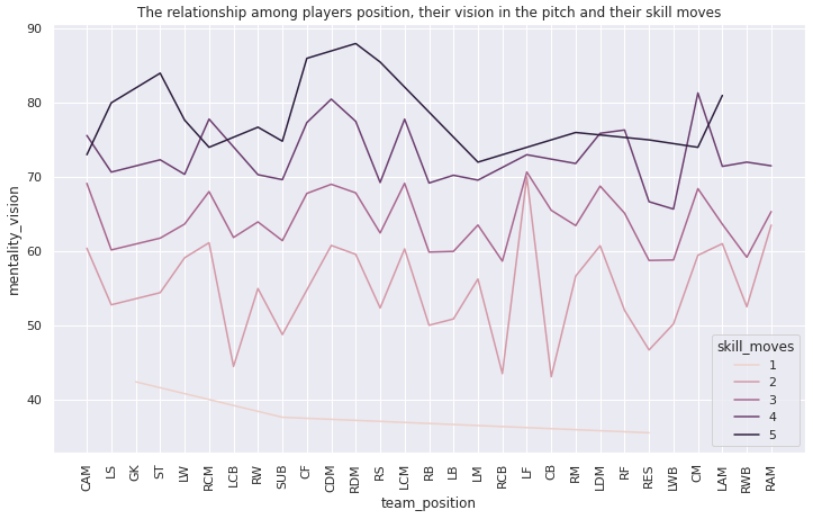 The relationship among players position, their vision in the pitch and their skill moves
90
80
70
60
50
40
mentality_vision
CAM
LS
GK
ST
LW
RCM
LCB
RW
SUB
CF
CDM
RDM
RS
LCM
RB
LB
LM
RCB
LF
CB
RM
LDM
RF
RES
LWB
CM
LAM
RWB
RAM
team_position
skill_moves
1
2
3
4
5